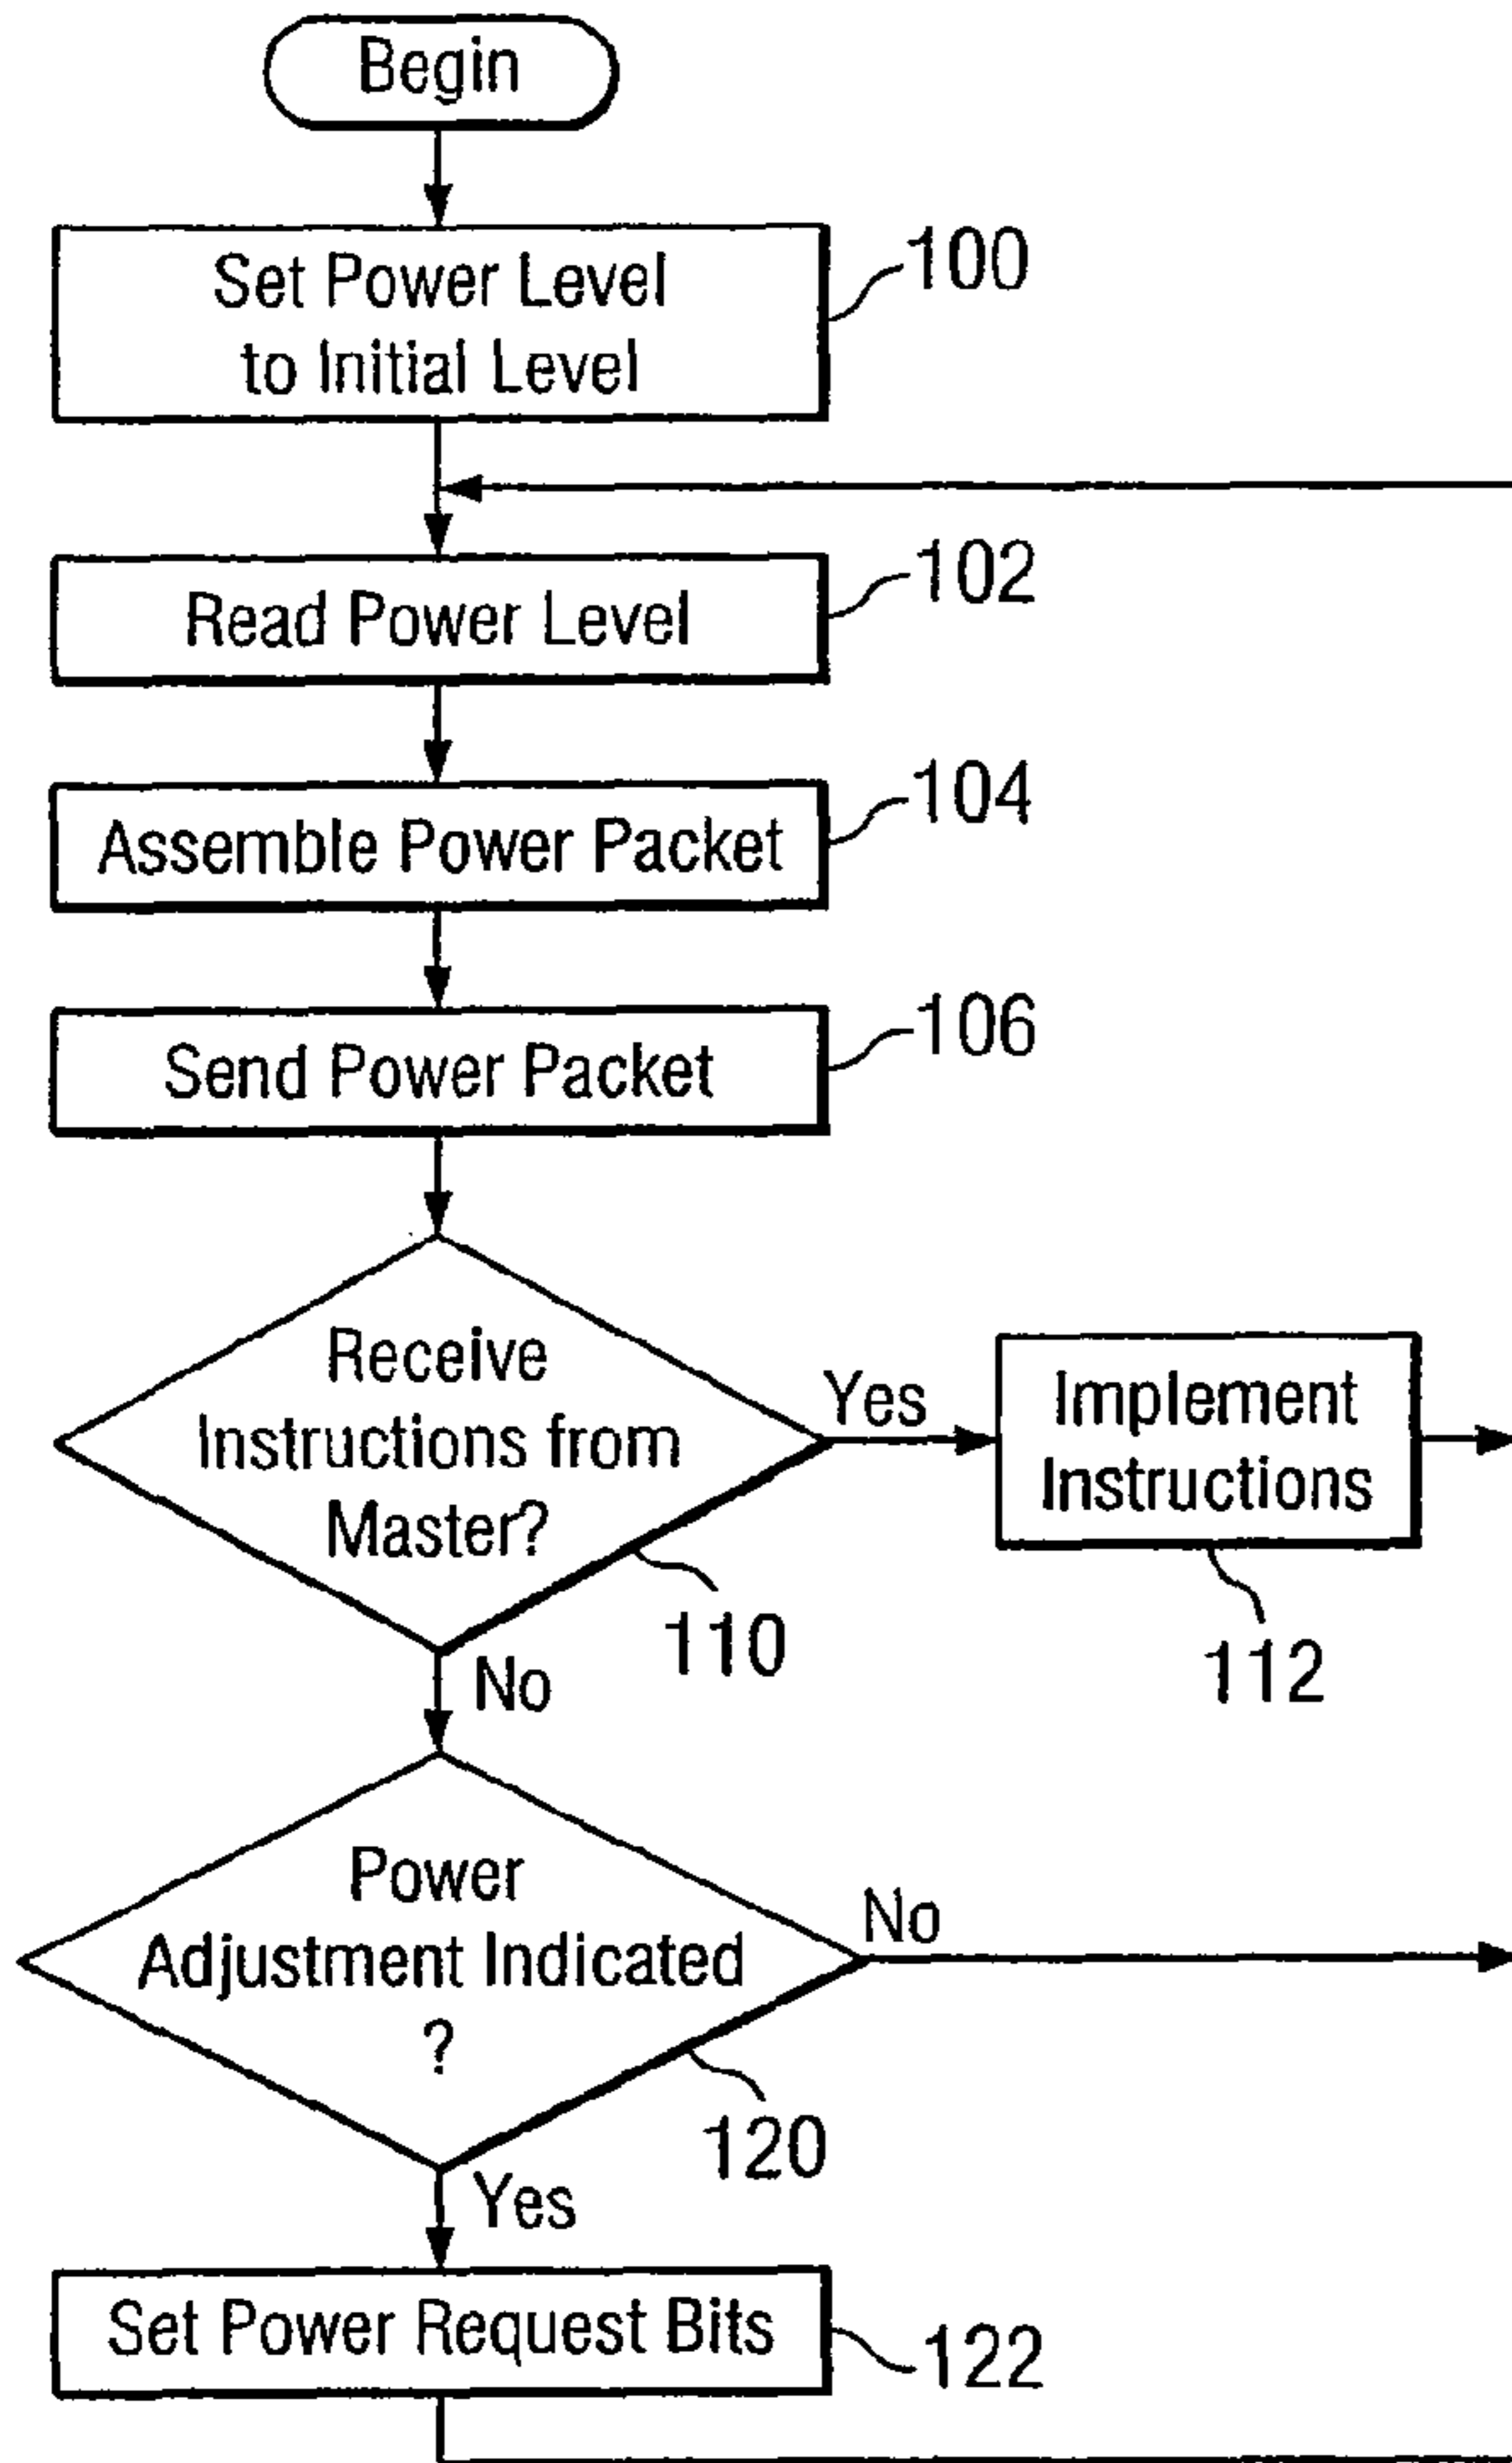 Begin
Set Power Level
to Initial Level
100
Read Power Level
102
Assemble Power Packet
104
Send Power Packet
106
Receive
Instructions from
Master?
Yes
110
Implement
Instructions
112
No
Power
Adjustment Indicated
?
No
120
Yes
Set Power Request Bits
122